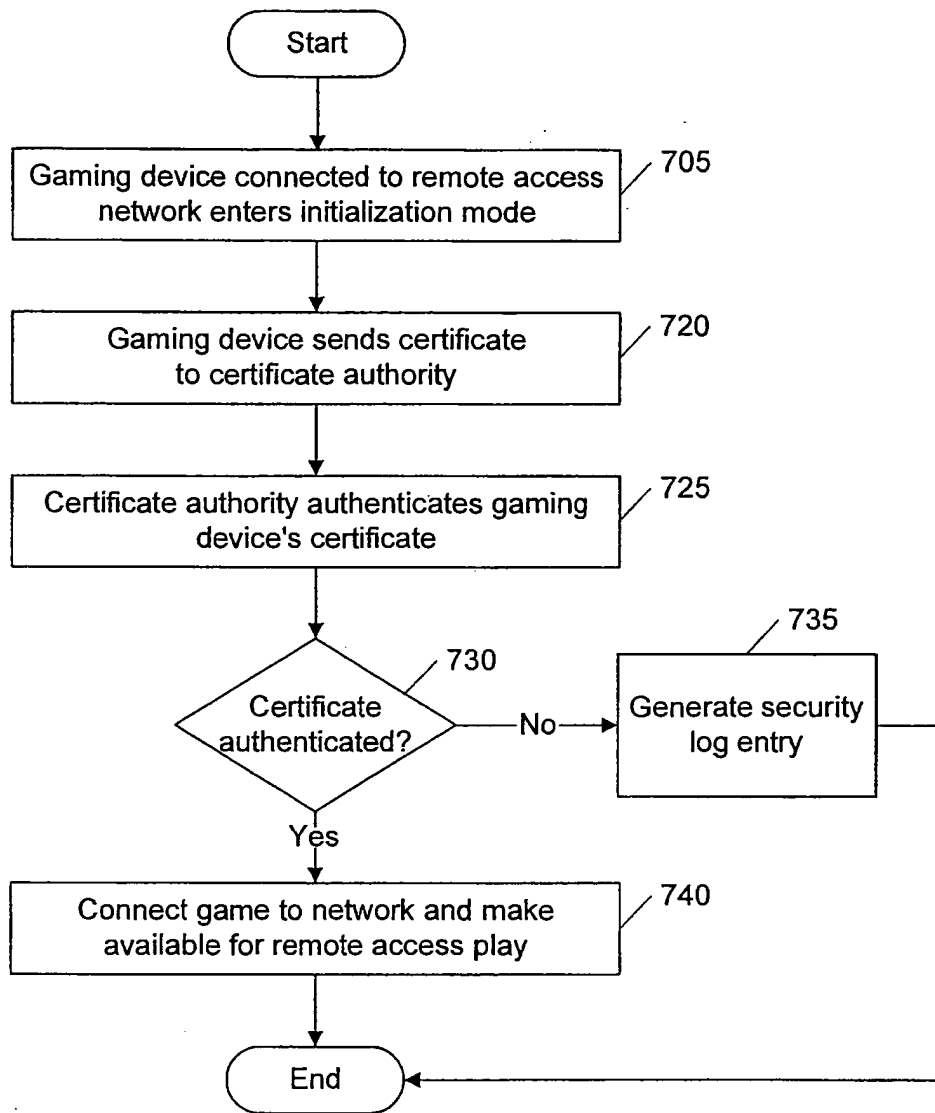 Start
Gaming device connected to remote access
network enters initialization mode
705
Gaming device sends certificate
to certificate authority
720
Certificate authority authenticates gaming
device's certificate
725
Certificate
authenticated?
730
No
Generate security
log entry
735
Yes
Connect game to network and make
available for remote access play
740
End